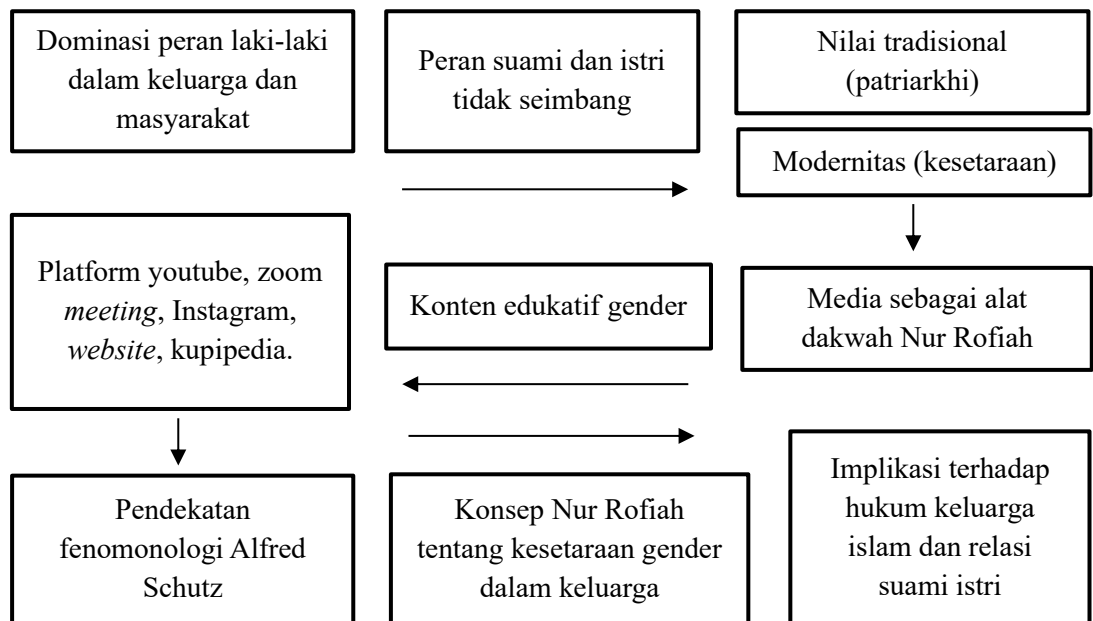 Dominasi peran laki-laki
dalam keluarga dan
masyarakat
Peran suami dan istri
tidak seimbang
Nilai tradisional
(patriarkhi)
Modernitas (kesetaraan)
Platform youtube, zoom
meeting, Instagram,
website, kupipedia.
Konten edukatif gender
Media sebagai alat
dakwah Nur Rofiah
Pendekatan
fenomonologi Alfred
Schutz
Konsep Nur Rofiah
tentang kesetaraan gender
dalam keluarga
Implikasi terhadap
hukum keluarga
islam dan relasi
suami istri